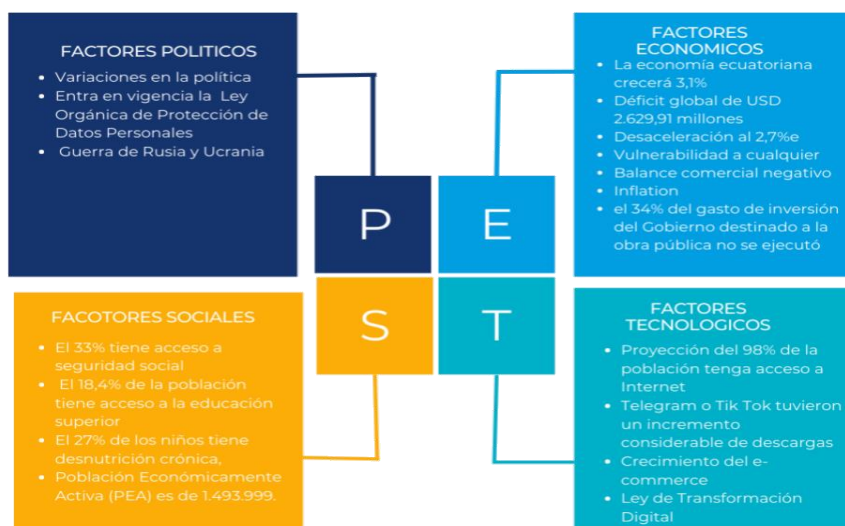 FACTORES POLITICOS
• Variaciones en la política
• Entra en vigencia la Ley
Orgánica de Protección de
Datos Personales
• Guerra de Rusia y Ucrania
FACTORES
ECONOMICOS
• La economía ecuatoriana
crecerá 3,1%
• Déficit global de USD
2.629,91 millones
• Desaceleración al 2,7%e
• Vulnerabilidad a cualquier
• Balance comercial negativo
• Inflation
• el 34% del gasto de inversión
del Gobierno destinado a la
obra pública no se ejecutó
P
E
S
T
FACOTORES SOCIALES
• El 33% tiene acceso a
seguridad social
• El 18,4% de la población
tiene acceso a la educación
superior
• El 27% de los niños tiene
desnutrición crónica,
• Población Económicamente
Activa (PEA) es de 1.493.999.
FACTORES
TECNOLOGICOS
• Proyección del 98% de la
población tenga acceso a
Internet
• Telegram o Tik Tok tuvieron
un incremento
considerable de descargas
• Crecimiento del e-
commerce
• Ley de Transformación
Digital